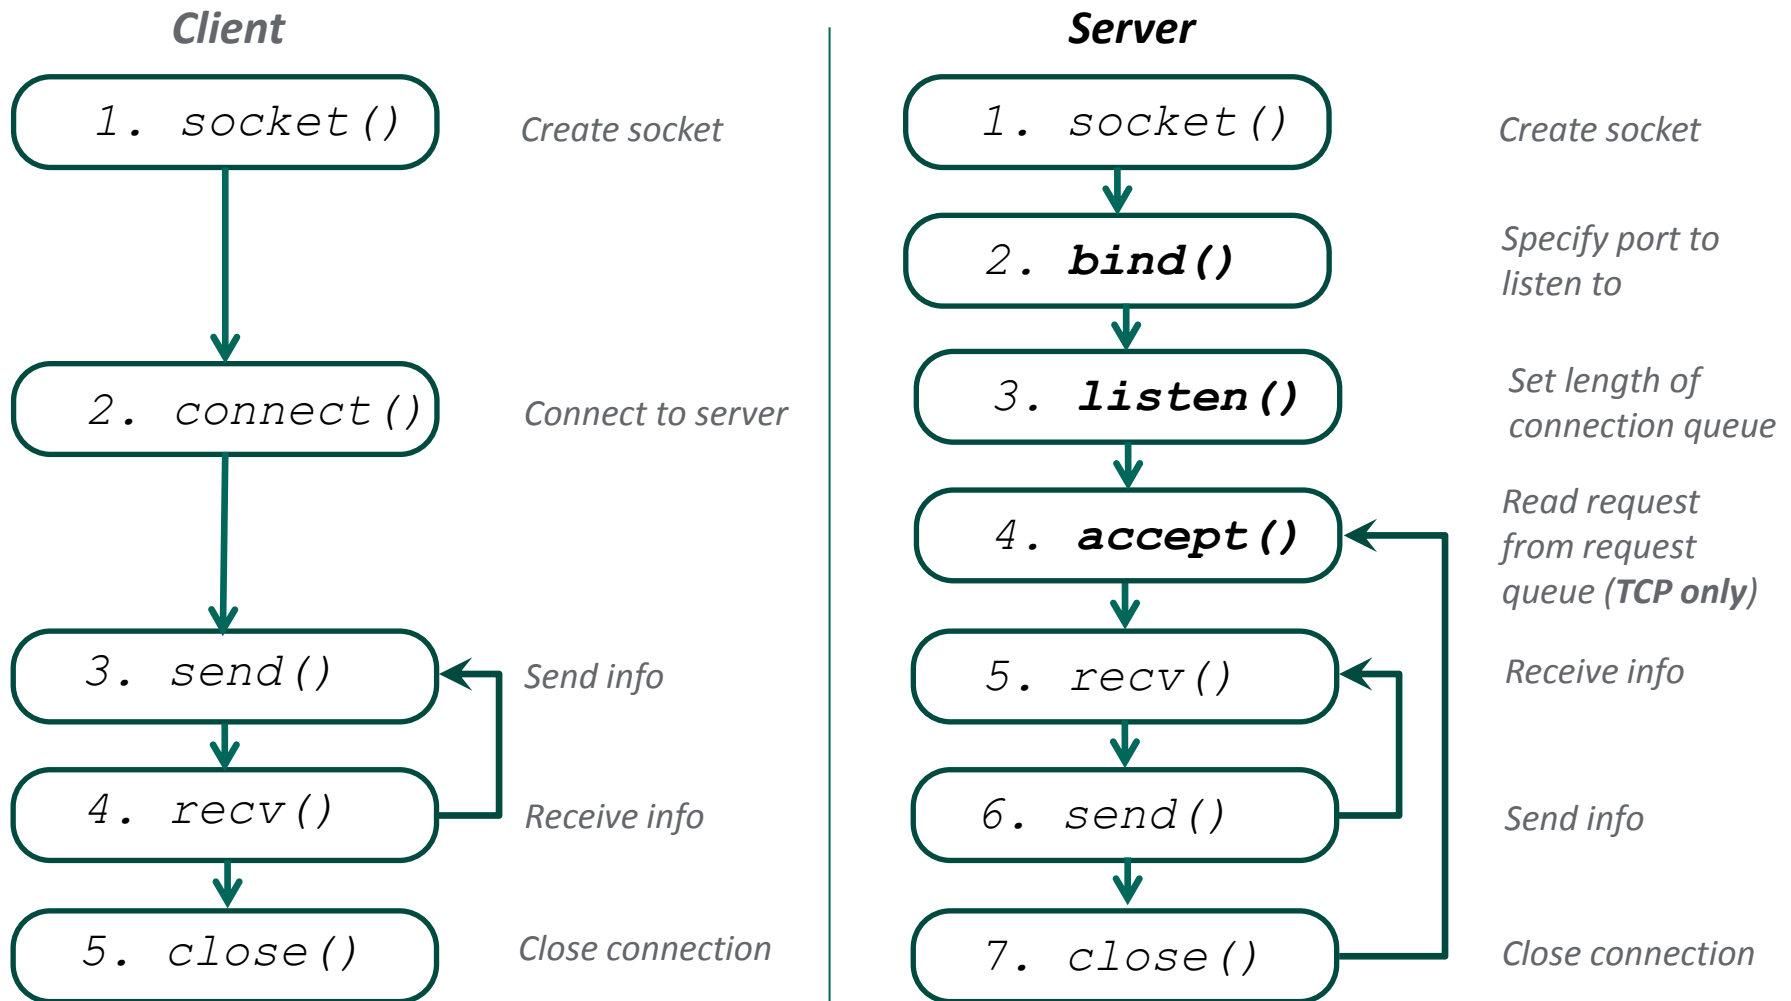 Client
1. socket()
Create socket
2. connect()
Connect to server
3. send()
Send info
4. recv()
Receive info
5. close()
Close connection
Server
1. socket()
Create socket
2. bind()
Specify port to
listen to
3. listen()
Set length of
connection queue
4. accept()
Read request
from request
queue (TCP only)
5. recv()
Receive info
6. send()
Send info
7. close()
Close connection